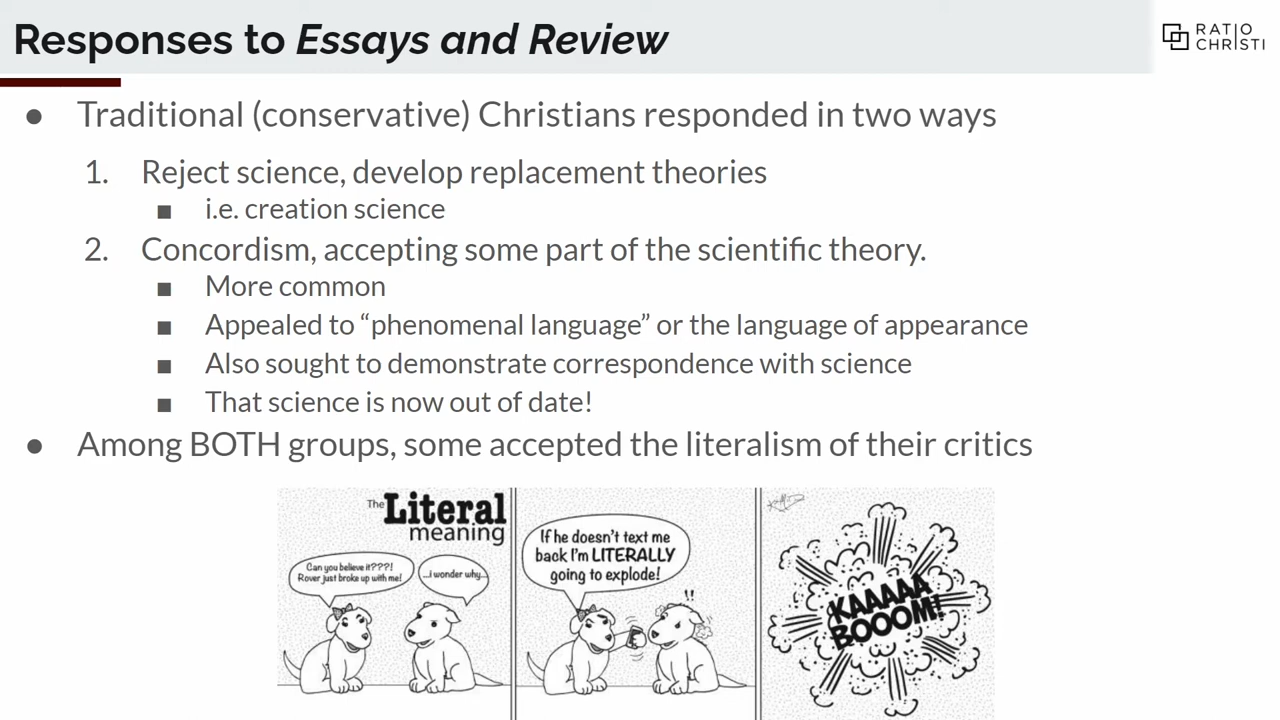 Responses to Essays and Review
RATIO
CHRISTI
● Traditional (conservative) Christians responded in two ways
1. Reject science, develop replacement theories
■ i.e. creation science
2. Concordism, accepting some part of the scientific theory.
■ More common
■ Appealed to “phenomenal language” or the language of appearance
■ Also sought to demonstrate correspondence with science
■ That science is now out of date!
● Among BOTH groups, some accepted the literalism of their critics
The Literal
meaning
Can you believe it???!
Rover just broke up with me!
...i wonder why...
If he doesn't text me
back I'm LITERALLY
going to explode!
!!
KAAAAA
BOOOM!